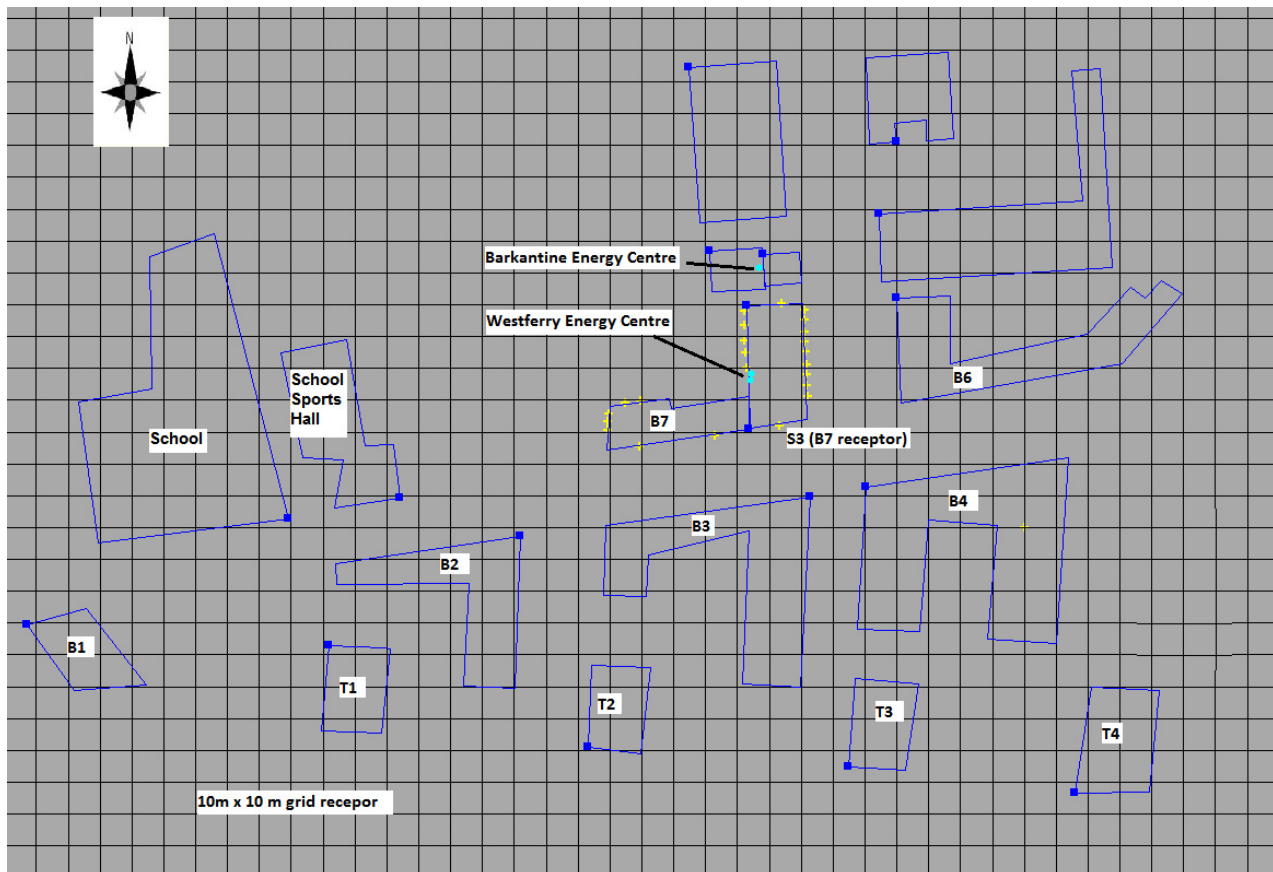 N
Barkantine Energy Centre
Westferry Energy Centre
School
Sports
Hall
School
B6
B7
S3 (B7 receptor)
B4
B3
B2
B1
T1
T2
T3
T4
10m x 10 m grid recepor